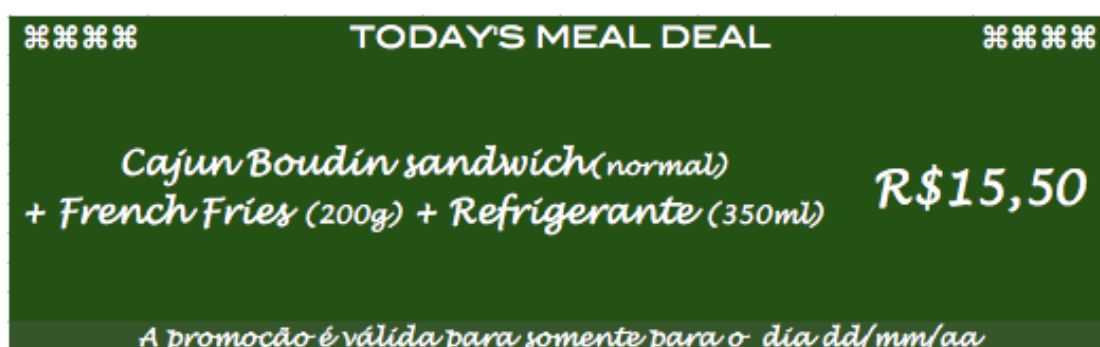 ⌘⌘⌘⌘ TODAY'S MEAL DEAL ⌘⌘⌘⌘
Cajun Boudin sandwich(normal)
+ French Fries (200g) + Refrigerante (350ml)
R$15,50
A promoção é válida para somente para o dia dd/mm/aa